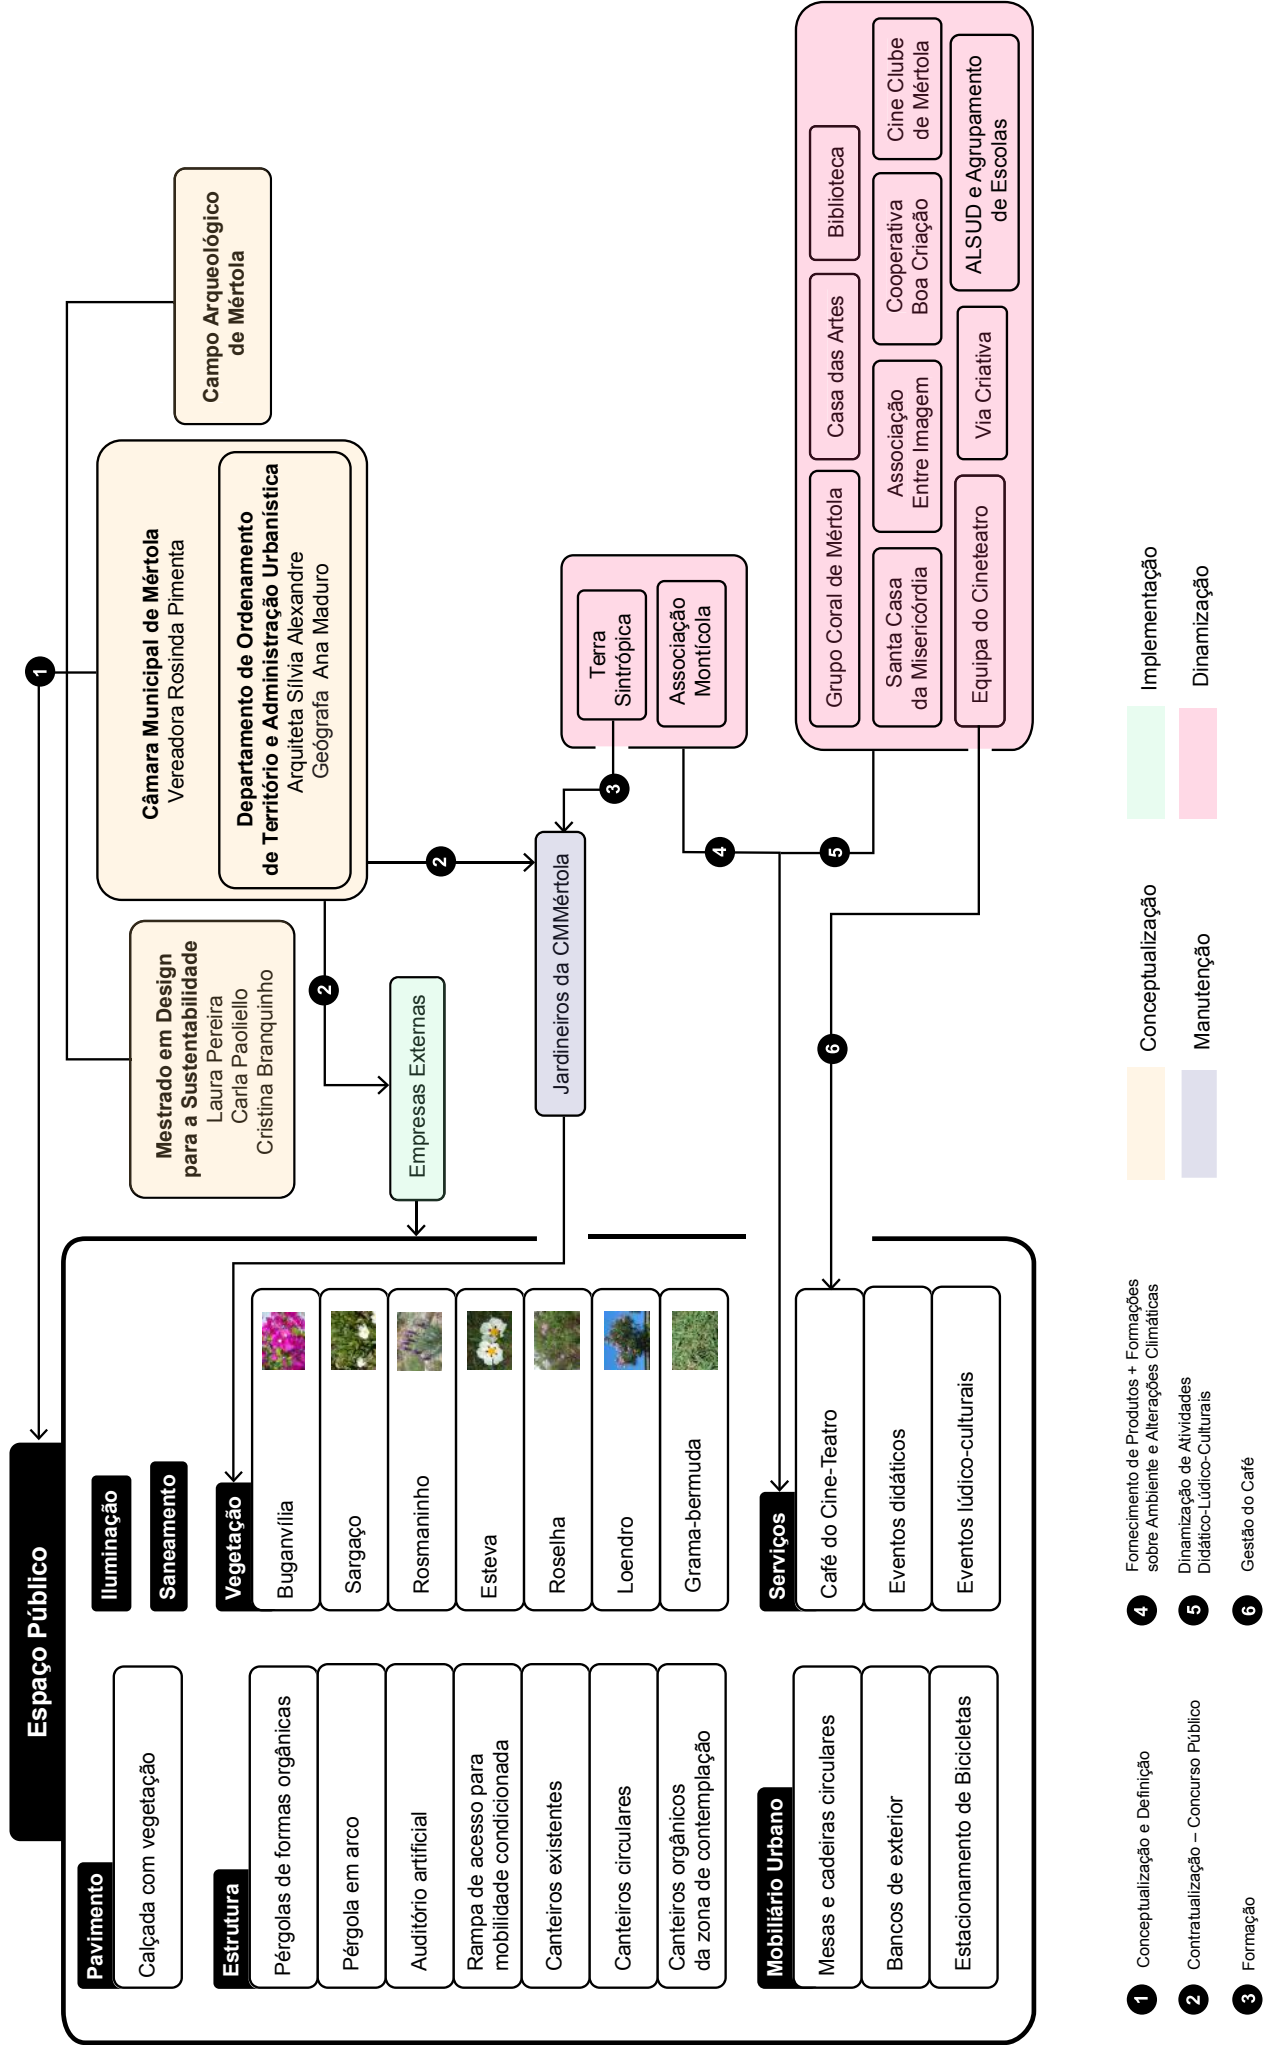 Espaço Público
Pavimento
Calçada com vegetação
Iluminação
Saneamento
Estrutura
Pérgolas de formas orgânicas
Pérgola em arco
Auditório artificial
Rampa de acesso para
mobilidade condicionada
Canteiros existentes
Canteiros circulares
Canteiros orgânicos
da zona de contemplação
Vegetação
Buganvília
Sargaço
Rosmaninho
Esteva
Roselha
Loendro
Grama-bermuda
Mobiliário Urbano
Mesas e cadeiras circulares
Bancos de exterior
Estacionamento de Bicicletas
Serviços
Café do Cine-Teatro
Eventos didáticos
Eventos lúdico-culturais
1
Mestrado em Design
para a Sustentabilidade
Laura Pereira
Carla Paoliello
Cristina Branquinho
Câmara Municipal de Mértola
Vereadora Rosinda Pimenta
Departamento de Ordenamento
de Território e Administração Urbanística
Arquiteta Sílvia Alexandre
Geógrafa Ana Maduro
Campo Arqueológico
de Mértola
2
2
Empresas Externas
Jardineiros da CMMértola
3
Terra
Sintrópica
Associação
Montícola
4
5
6
Grupo Coral de Mértola
Casa das Artes
Biblioteca
Santa Casa
da Misericórdia
Associação
Entre Imagem
Cooperativa
Boa Criação
Cine Clube
de Mértola
Equipa do Cineteatro
Via Criativa
ALSUD e Agrupamento
de Escolas
1 Conceptualização e Definição
2 Contratualização – Concurso Público
3 Formação
4 Fornecimento de Produtos + Formações
sobre Ambiente e Alterações Climáticas
5 Dinamização de Atividades
Didático-Lúdico-Culturais
6 Gestão do Café
Conceptualização
Manutenção
Implementação
Dinamização